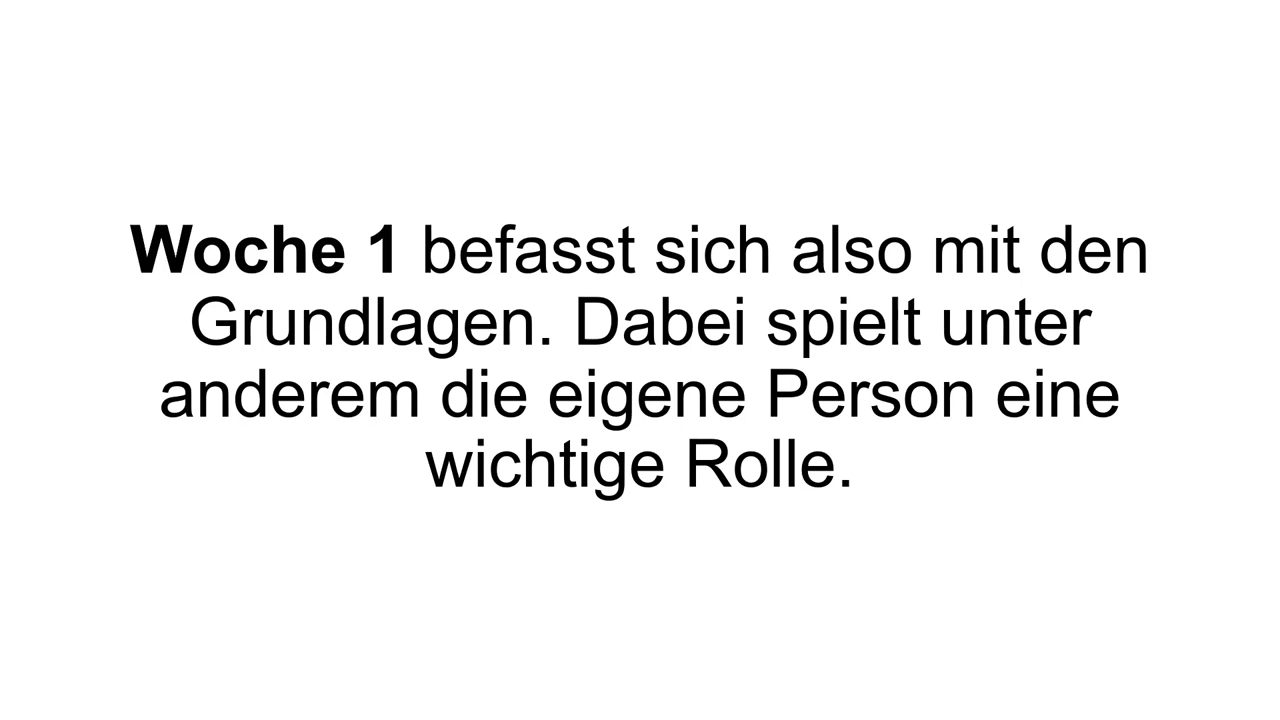 Woche 1 befasst sich also mit den
Grundlagen. Dabei spielt unter
anderem die eigene Person eine
wichtige Rolle.